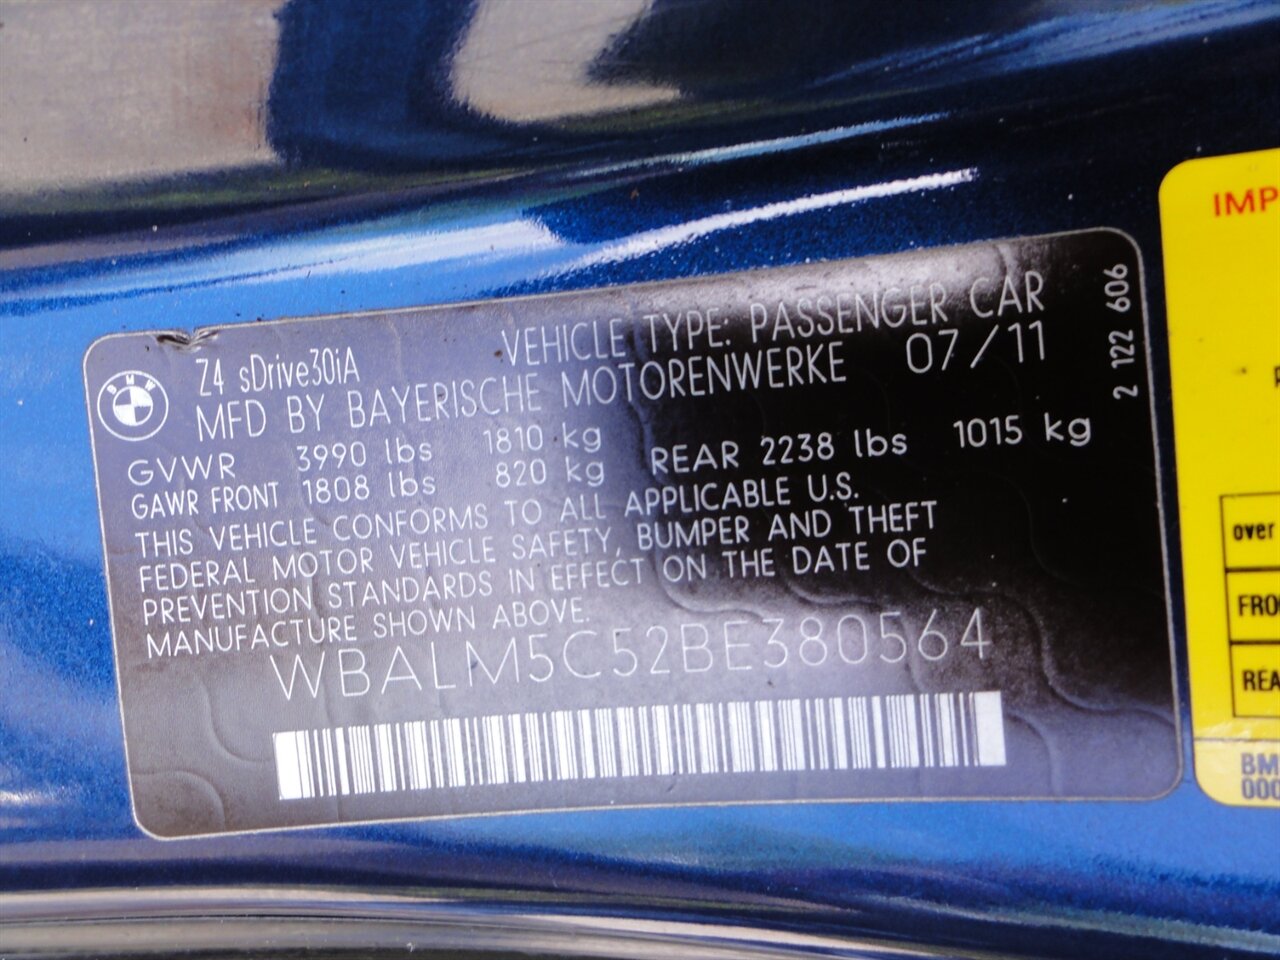 BMW
Z4 sDrive30iA
VEHICLE TYPE: PASSENGER CAR
MFD BY BAYERISCHE MOTORENWERKE 07/11
GVWR 3990 lbs 1810 kg
GAWR FRONT 1808 lbs 820 kg REAR 2238 lbs 1015 kg
THIS VEHICLE CONFORMS TO ALL APPLICABLE U.S.
FEDERAL MOTOR VEHICLE SAFETY, BUMPER AND THEFT
PREVENTION STANDARDS IN EFFECT ON THE DATE OF
MANUFACTURE SHOWN ABOVE.
WBALM5C52BE380564
2 122 606
IMP
over
FRO
REA
BM
000